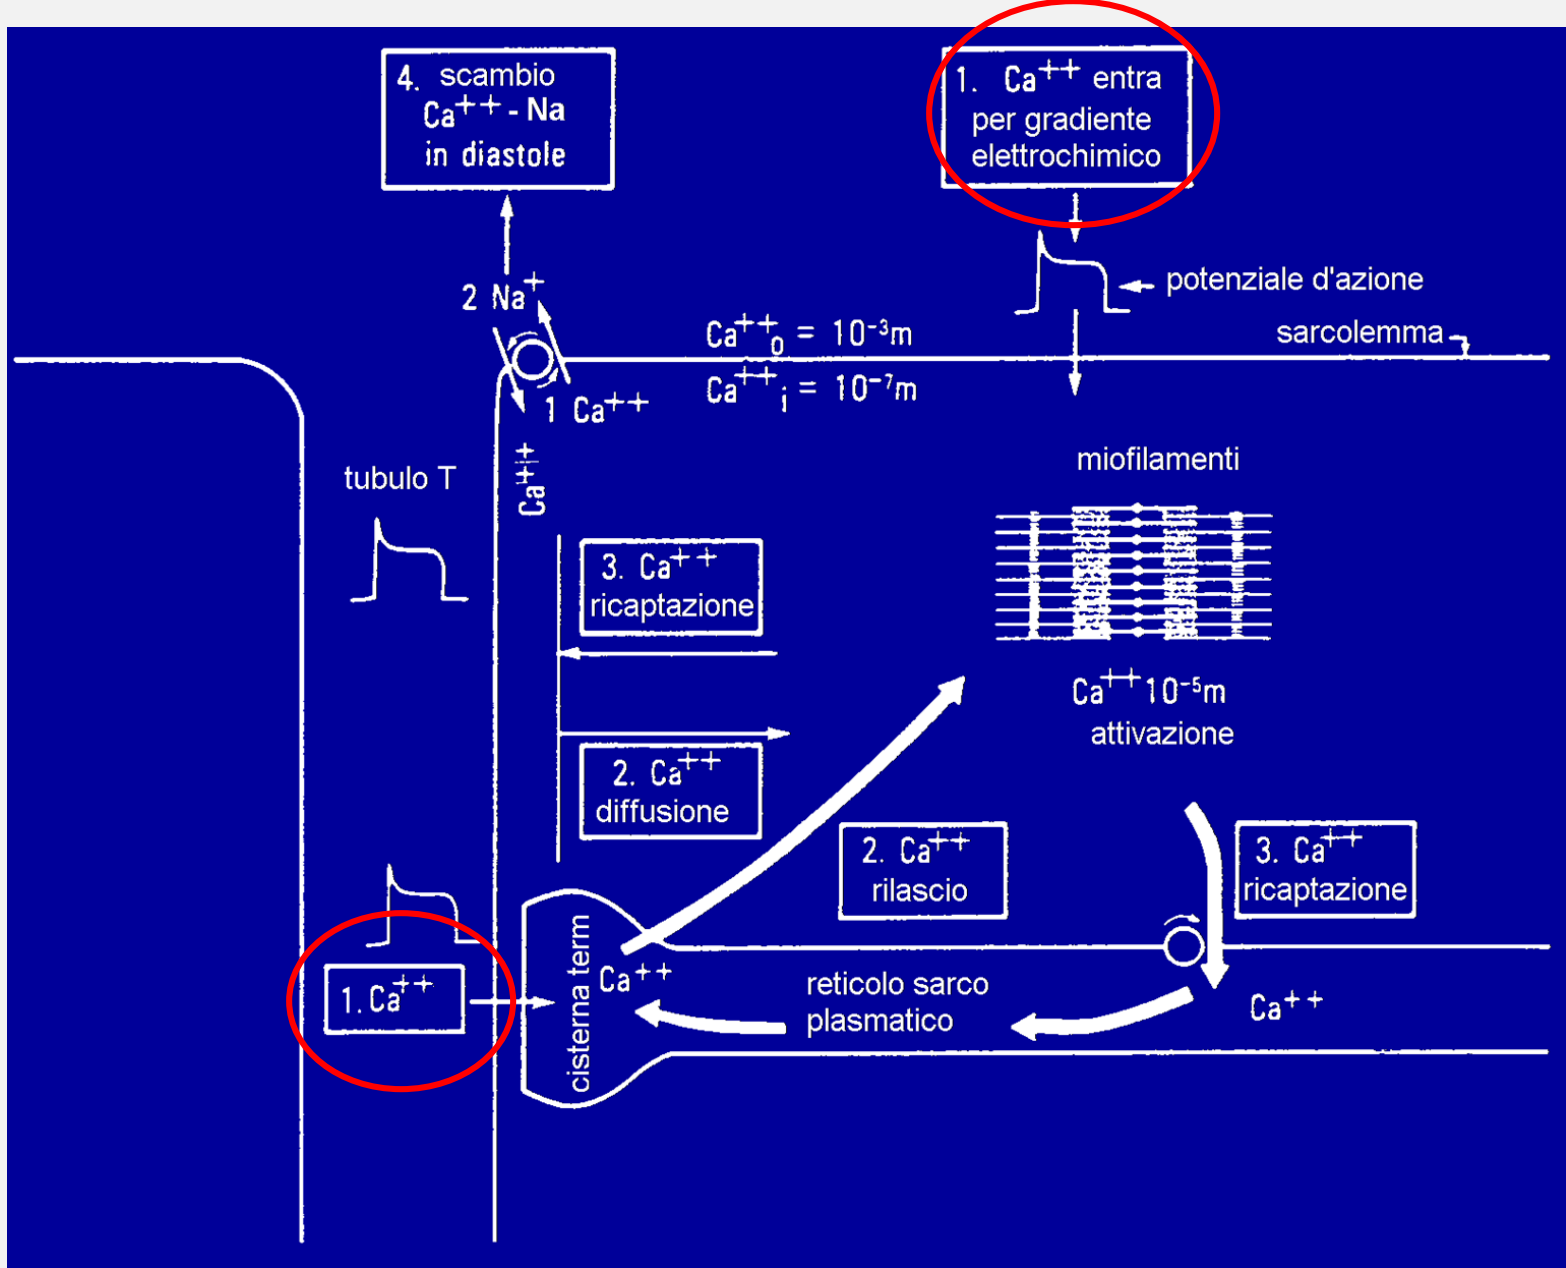 4. scambio
Ca++ - Na
in diastole
1. Ca++ entra
per gradiente
elettrochimico
2 Na+
potenziale d'azione
Ca++o = 10-3m
sarcolemma
Ca++i = 10-7m
1 Ca++
Ca++
tubulo T
miofilamenti
3. Ca++
ricaptazione
Ca++ 10-5m
attivazione
2. Ca++
diffusione
2. Ca++
rilascio
3. Ca++
ricaptazione
cisterna term
Ca++
1. Ca++
reticolo sarco
plasmatico
Ca++